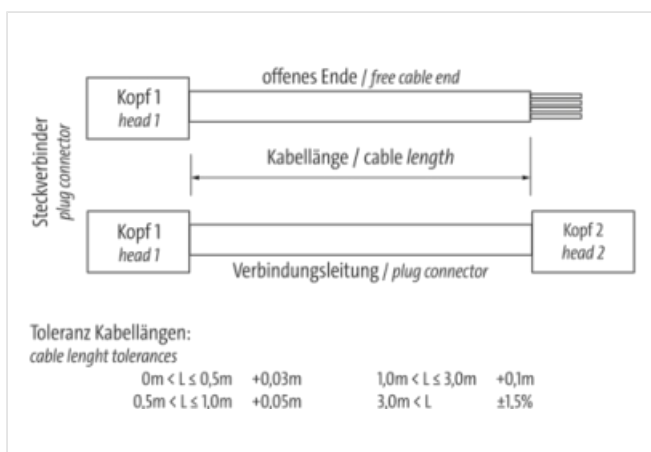 offenes Ende / free cable end
Kopf 1
head 1
Steckverbinder
plug connector
Kabellänge / cable length
Kopf 1
head 1
Kopf 2
head 2
Verbindungsleitung / plug connector
Toleranz Kabellängen:
cable lenght tolerances
0m < L ≤ 0,5m +0,03m 1,0m < L ≤ 3,0m +0,1m
0,5m < L ≤ 1,0m +0,05m 3,0m < L ±1,5%